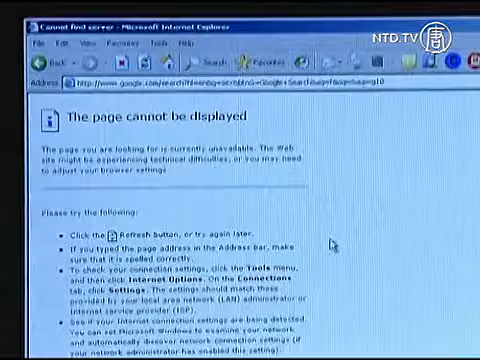 Cannot find server - Microsoft Internet Explorer
NTD.TV 唐
File Edit View Favorites Tools Help
Back Search Favorites
Address
The page cannot be displayed
The page you are looking for is currently unavailable. The Web
site might be experiencing technical difficulties, or you may need
to adjust your browser settings.
Please try the following:
Click the Refresh button, or try again later.
If you typed the page address in the Address bar, make
sure that it is spelled correctly.
To check your connection settings, click the Tools menu,
and then click Internet Options. On the Connections
tab, click Settings. The settings should match those
provided by your local area network (LAN) administrator or
Internet service provider (ISP).
See if your Internet connection settings are being detected.
You can set Microsoft Windows to examine your network
and automatically discover network connection settings (if
your network administrator has enabled this setting).